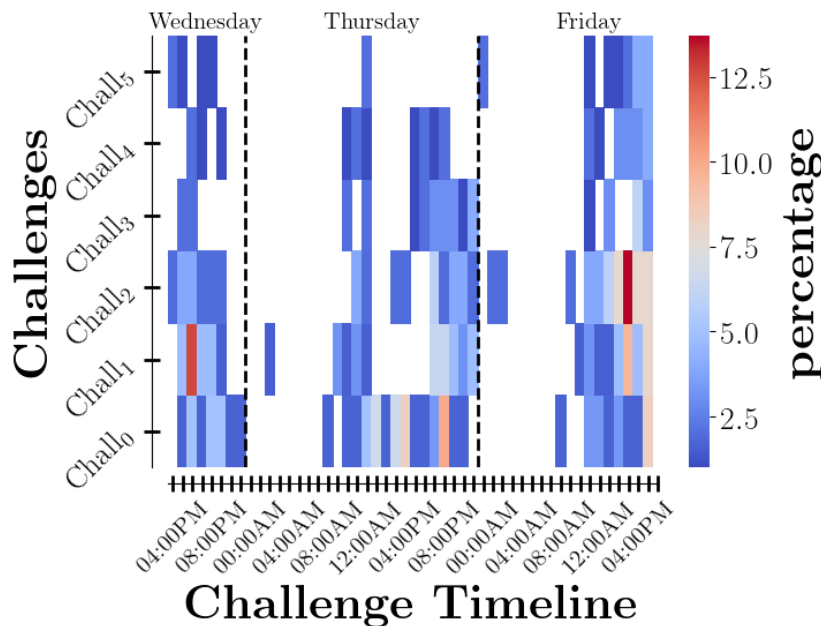 Wednesday Thursday Friday
Challenges
Chall5
Chall4
Chall3
Chall2
Chall1
Chall0
12.5
10.0
7.5
5.0
2.5
percentage
04:00PM 08:00PM 00:00AM 04:00AM 08:00AM 12:00AM 04:00PM 08:00PM 00:00AM 04:00AM 08:00AM 12:00AM 04:00PM
Challenge Timeline